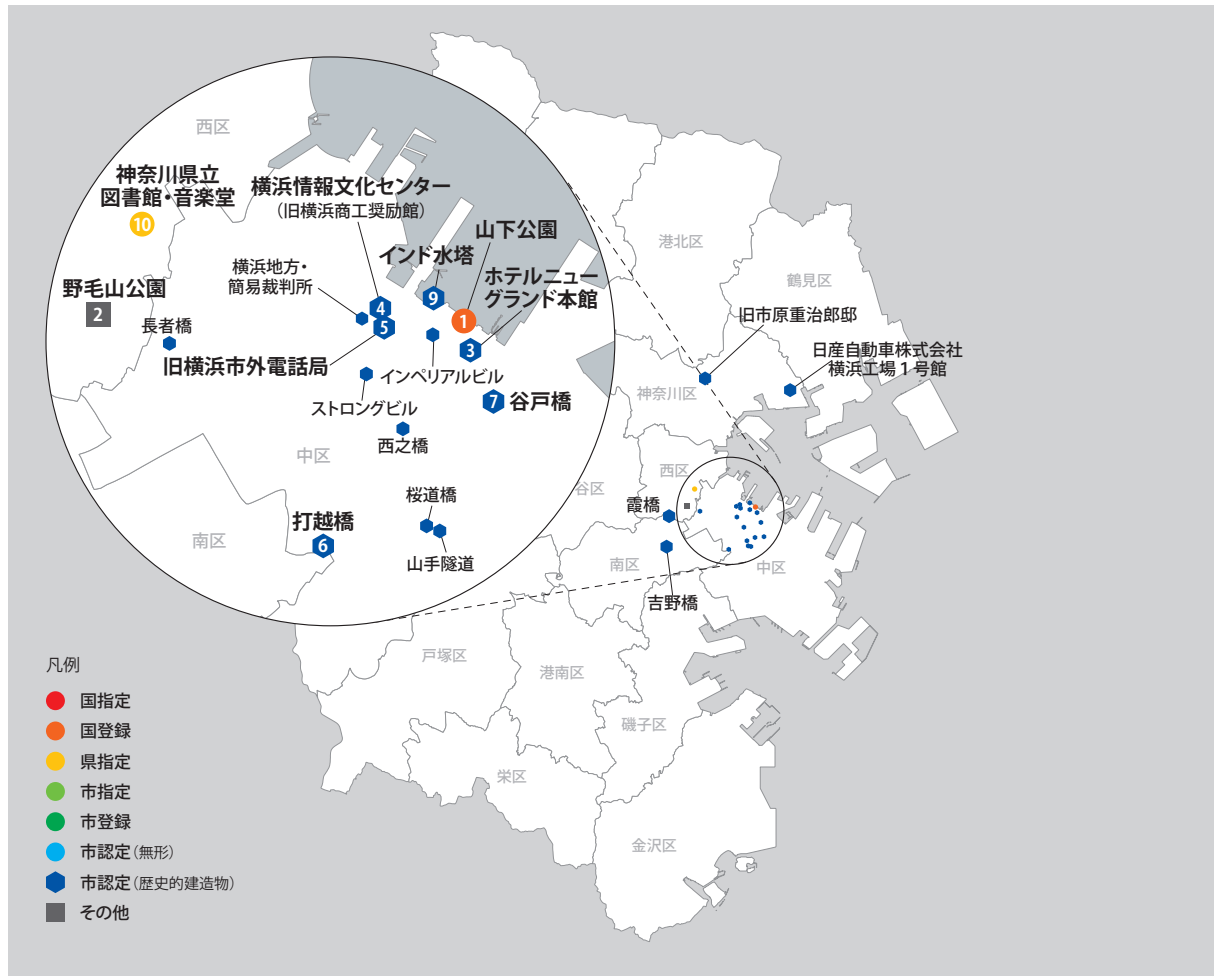 西区
神奈川県立
図書館・音楽堂
10
横浜情報文化センター
（旧横浜商工奨励館）
山下公園
インド水塔
ホテルニュー
グランド本館
横浜地方・
簡易裁判所
野毛山公園
2
長者橋
4
5
9
1
3
旧横浜市外電話局
インペリアルビル
ストロングビル
7
谷戸橋
西之橋
中区
桜道橋
打越橋
6
山手隧道
南区
港北区
鶴見区
旧市原重治郎邸
日産自動車株式会社
横浜工場１号館
神奈川区
西区
谷区
霞橋
南区
中区
吉野橋
戸塚区
港南区
磯子区
栄区
金沢区
凡例
国指定
国登録
県指定
市指定
市登録
市認定（無形）
市認定（歴史的建造物）
その他